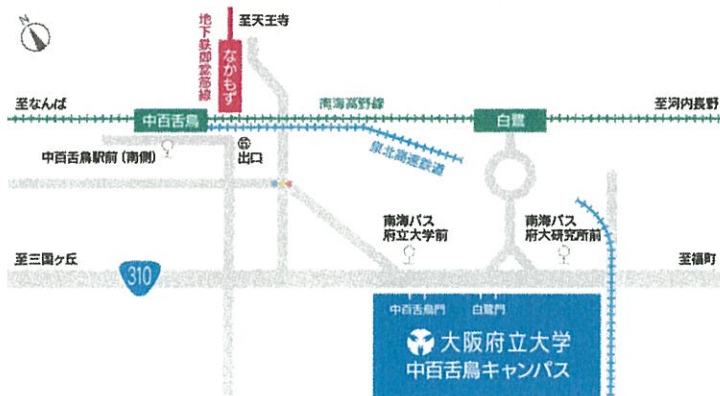 N
地下鉄御堂筋線
至天王寺
なかもず
至なんば
南海高野線
至河内長野
中百舌鳥
白鷺
中百舌鳥駅前(南側)
⑤
出口
泉北高速鉄道
南海バス
府立大学前
南海バス
府大研究所前
至三国ヶ丘
310
至福町
中百舌鳥門
白鷺門
大阪府立大学
中百舌鳥キャンパス